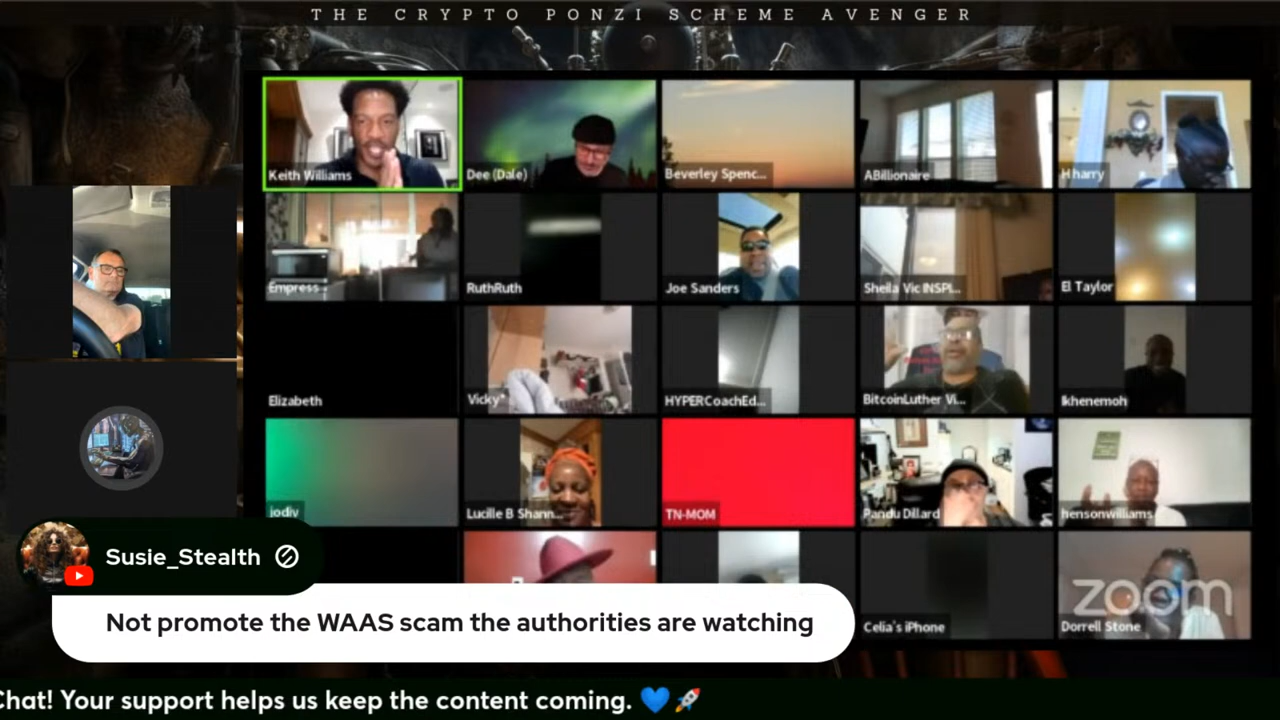 THE CRYPTO PONZI SCHEME AVENGER
Keith Williams
Dee (Dale)
Beverley Spenc...
ABillionaire
H harry
Empress
RuthRuth
Joe Sanders
Sheila Vic INSPI...
El Taylor
Elizabeth
Vicky*
HYPERCoachEd...
BitcoinLuther Vi...
Ikhenemoh
jodiy
Lucille B Shann...
TN-MOM
Pandu Dillard
hensonwilliams
Celia's iPhone
zoom
Dorrell Stone
Susie_Stealth
Not promote the WAAS scam the authorities are watching
Chat! Your support helps us keep the content coming. 💙🚀